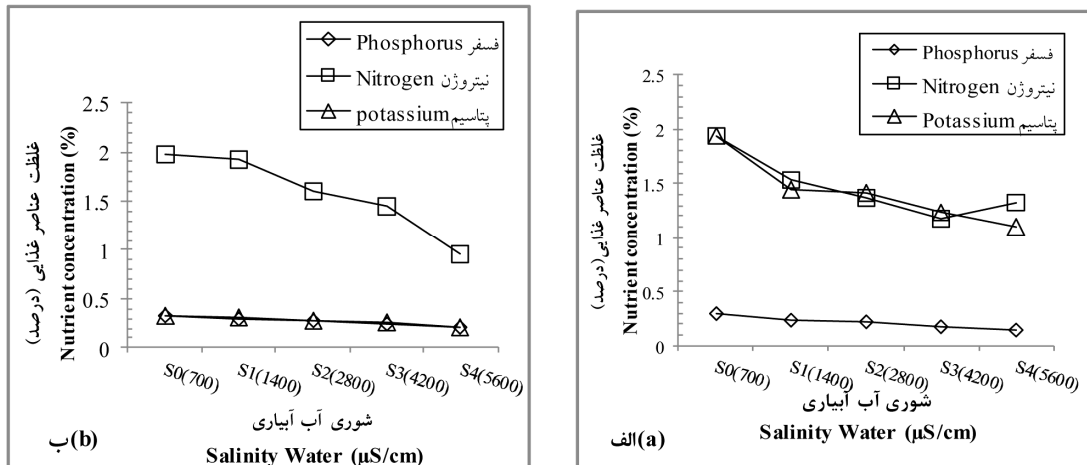 Phosphorus فسفر
Nitrogen نیتروژن
potassium پتاسیم
2.5
2
1.5
1
0.5
0
غلظت عناصر غذایی (درصد)
Nutrient concentration (%)
S0(700)
S1(1400)
S2(2800)
S3(4200)
S4(5600)
شوری آب آبیاری
Salinity Water (µS/cm)
ب(b)
Phosphorus فسفر
Nitrogen نیتروژن
Potassium پتاسیم
2.5
2
1.5
1
0.5
0
غلظت عناصر غذایی (درصد)
Nutrient concentration (%)
S0(700)
S1(1400)
S2(2800)
S3(4200)
S4(5600)
شوری آب آبیاری
Salinity Water (µS/cm)
الف(a)